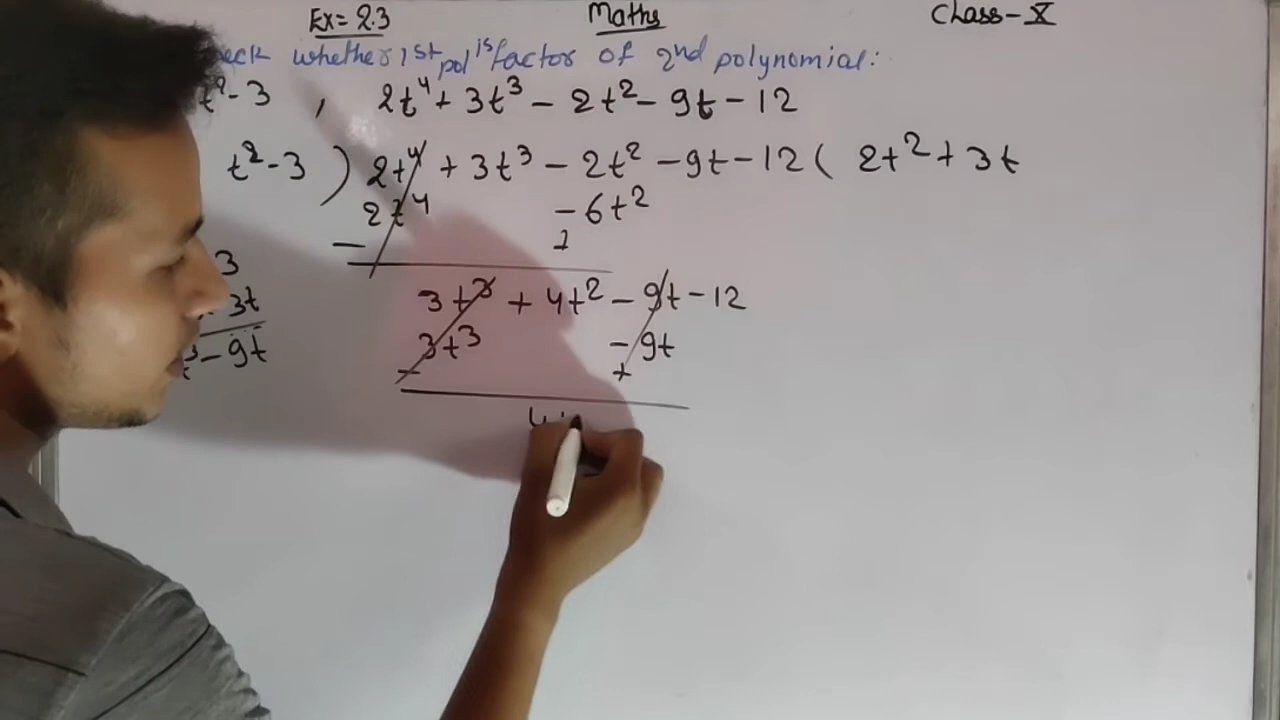 Ex= 2.3 Maths Class-X
whether 1st pol is factor of 2nd polynomial:
t²-3 , 2t⁴+ 3t³ - 2t² - 9t - 12
t²-3 ) 2t⁴ + 3t³ - 2t² - 9t - 12 ( 2t² + 3t
2t⁴ - 6t²
- +
3t³ + 4t² - 9t - 12
3t³ - 9t
- +
3
3t
- 9t